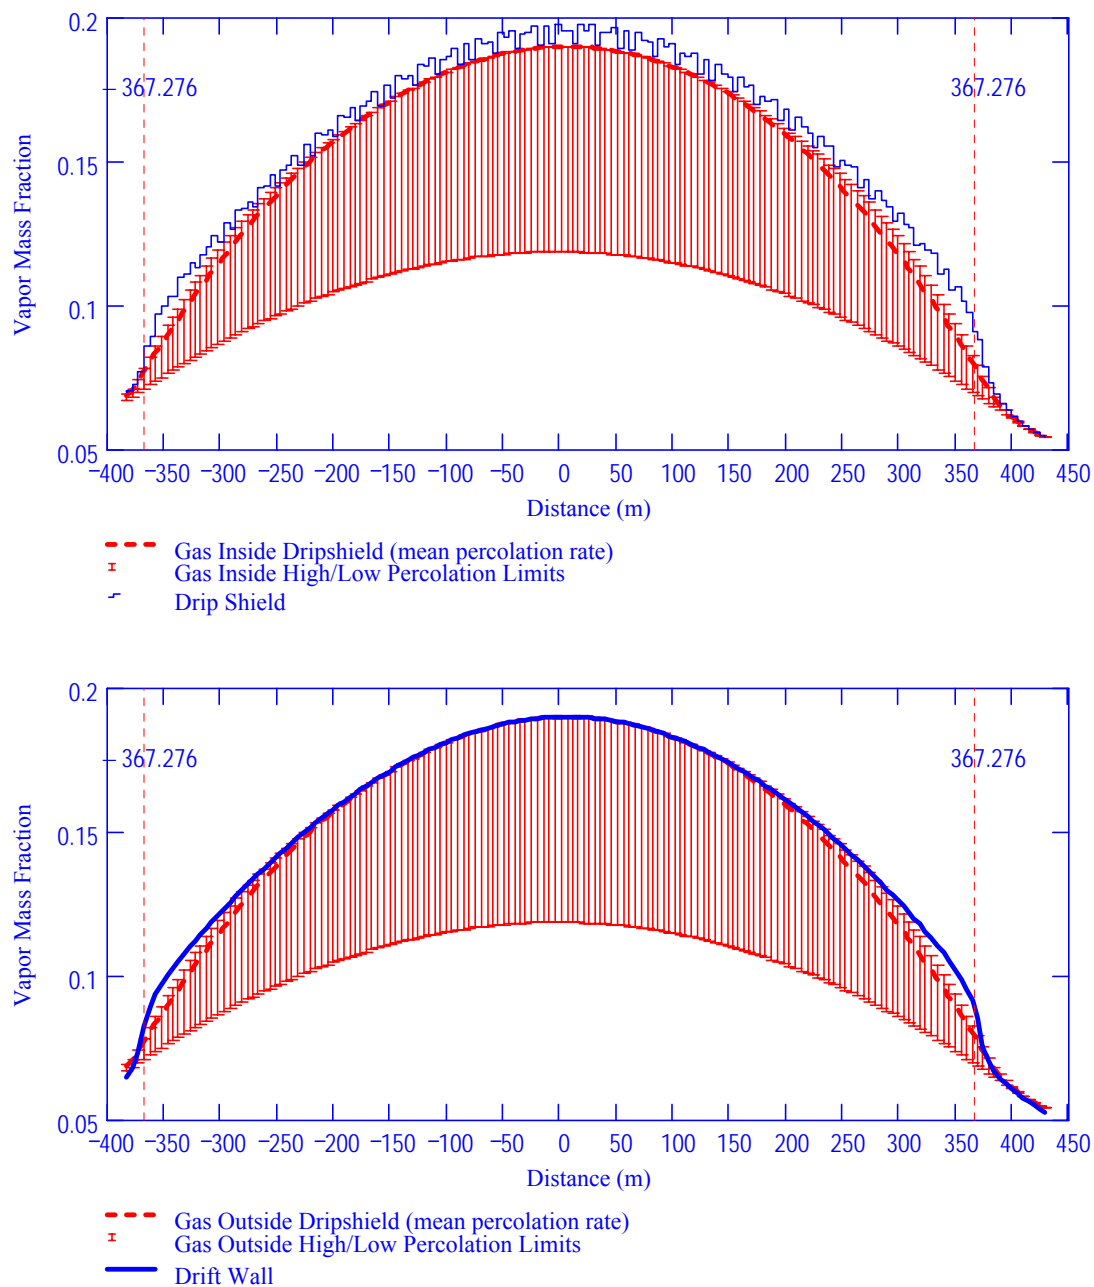 0.2
− 367.276
367.276
0.15
Vapor Mass Fraction
0.1
0.05
−400 −350 −300 −250 −200 −150 −100 −50 0 50 100 150 200 250 300 350 400 450
Distance (m)
Gas Inside Dripshield (mean percolation rate)
Gas Inside High/Low Percolation Limits
Drip Shield
0.2
− 367.276
367.276
0.15
Vapor Mass Fraction
0.1
0.05
−400 −350 −300 −250 −200 −150 −100 −50 0 50 100 150 200 250 300 350 400 450
Distance (m)
Gas Outside Dripshield (mean percolation rate)
Gas Outside High/Low Percolation Limits
Drift Wall